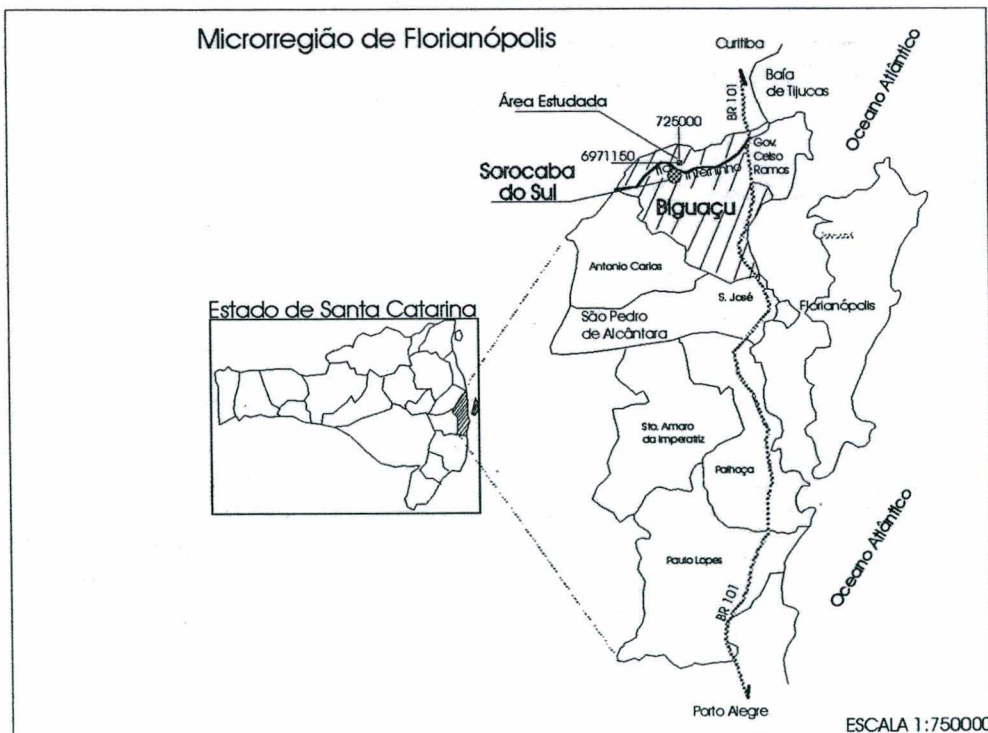 Microrregião de Florianópolis
Curitiba
Baía
de Tijucas
Oceano Atlântico
BR 101
Área Estudada
725000
6971150
Gov.
Celso
Ramos
Sorocaba
do Sul
Biguaçu
Antonio Carlos
S. José
Florianópolis
São Pedro
de Alcântara
Estado de Santa Catarina
Sto. Amaro
da Imperatriz
Palhoça
Oceano Atlântico
Paulo Lopes
BR 101
Porto Alegre
ESCALA 1:750000